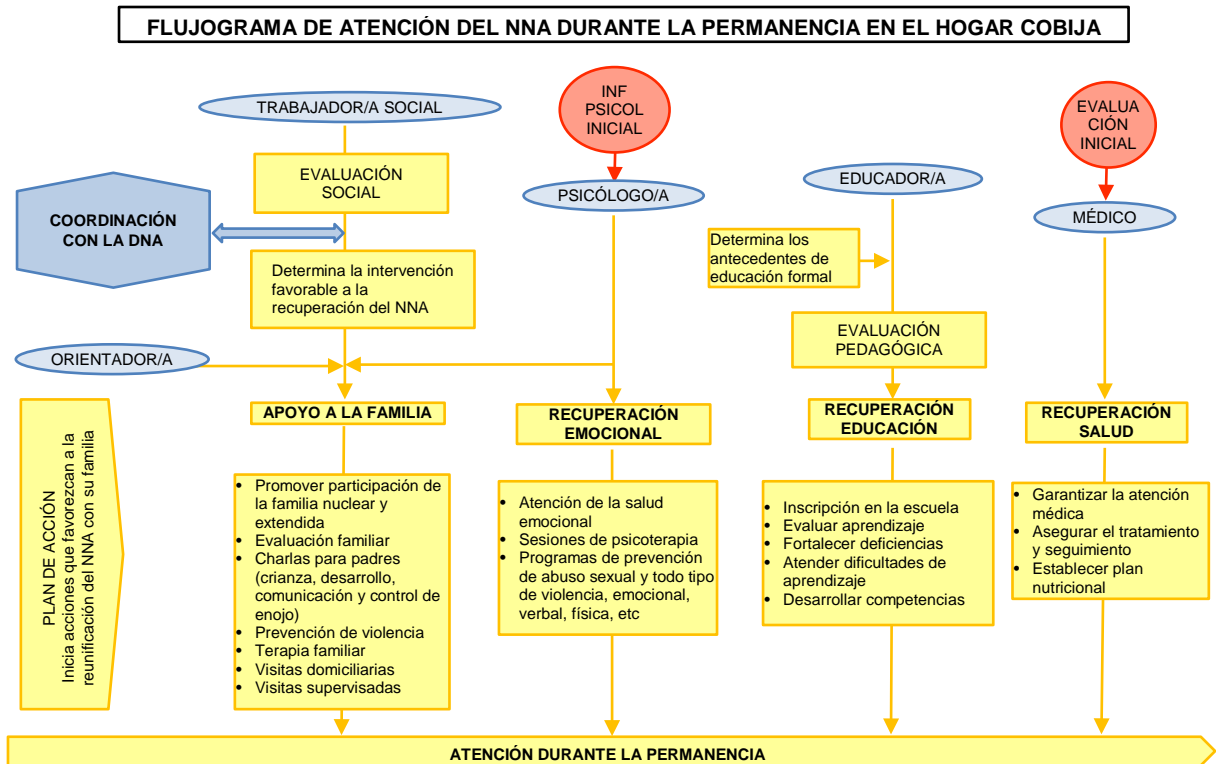 FLUJOGRAMA DE ATENCIÓN DEL NNA DURANTE LA PERMANENCIA EN EL HOGAR COBIJA
TRABAJADOR/A SOCIAL
INF
PSICOL
INICIAL
EVALUA
CIÓN
INICIAL
EVALUACIÓN
SOCIAL
PSICÓLOGO/A
EDUCADOR/A
MÉDICO
COORDINACIÓN
CON LA DNA
Determina la intervención
favorable a la
recuperación del NNA
Determina los
antecedentes de
educación formal
EVALUACIÓN
PEDAGÓGICA
ORIENTADOR/A
PLAN DE ACCIÓN
Inicia acciones que favorezcan a la
reunificación del NNA con su familia
APOYO A LA FAMILIA
• Promover participación de
la familia nuclear y
extendida
• Evaluación familiar
• Charlas para padres
(crianza, desarrollo,
comunicación y control de
enojo)
• Prevención de violencia
• Terapia familiar
• Visitas domiciliarias
• Visitas supervisadas
RECUPERACIÓN
EMOCIONAL
• Atención de la salud
emocional
• Sesiones de psicoterapia
• Programas de prevención
de abuso sexual y todo tipo
de violencia, emocional,
verbal, física, etc
RECUPERACIÓN
EDUCACIÓN
• Inscripción en la escuela
• Evaluar aprendizaje
• Fortalecer deficiencias
• Atender dificultades de
aprendizaje
• Desarrollar competencias
RECUPERACIÓN
SALUD
• Garantizar la atención
médica
• Asegurar el tratamiento
y seguimiento
• Establecer plan
nutricional
ATENCIÓN DURANTE LA PERMANENCIA